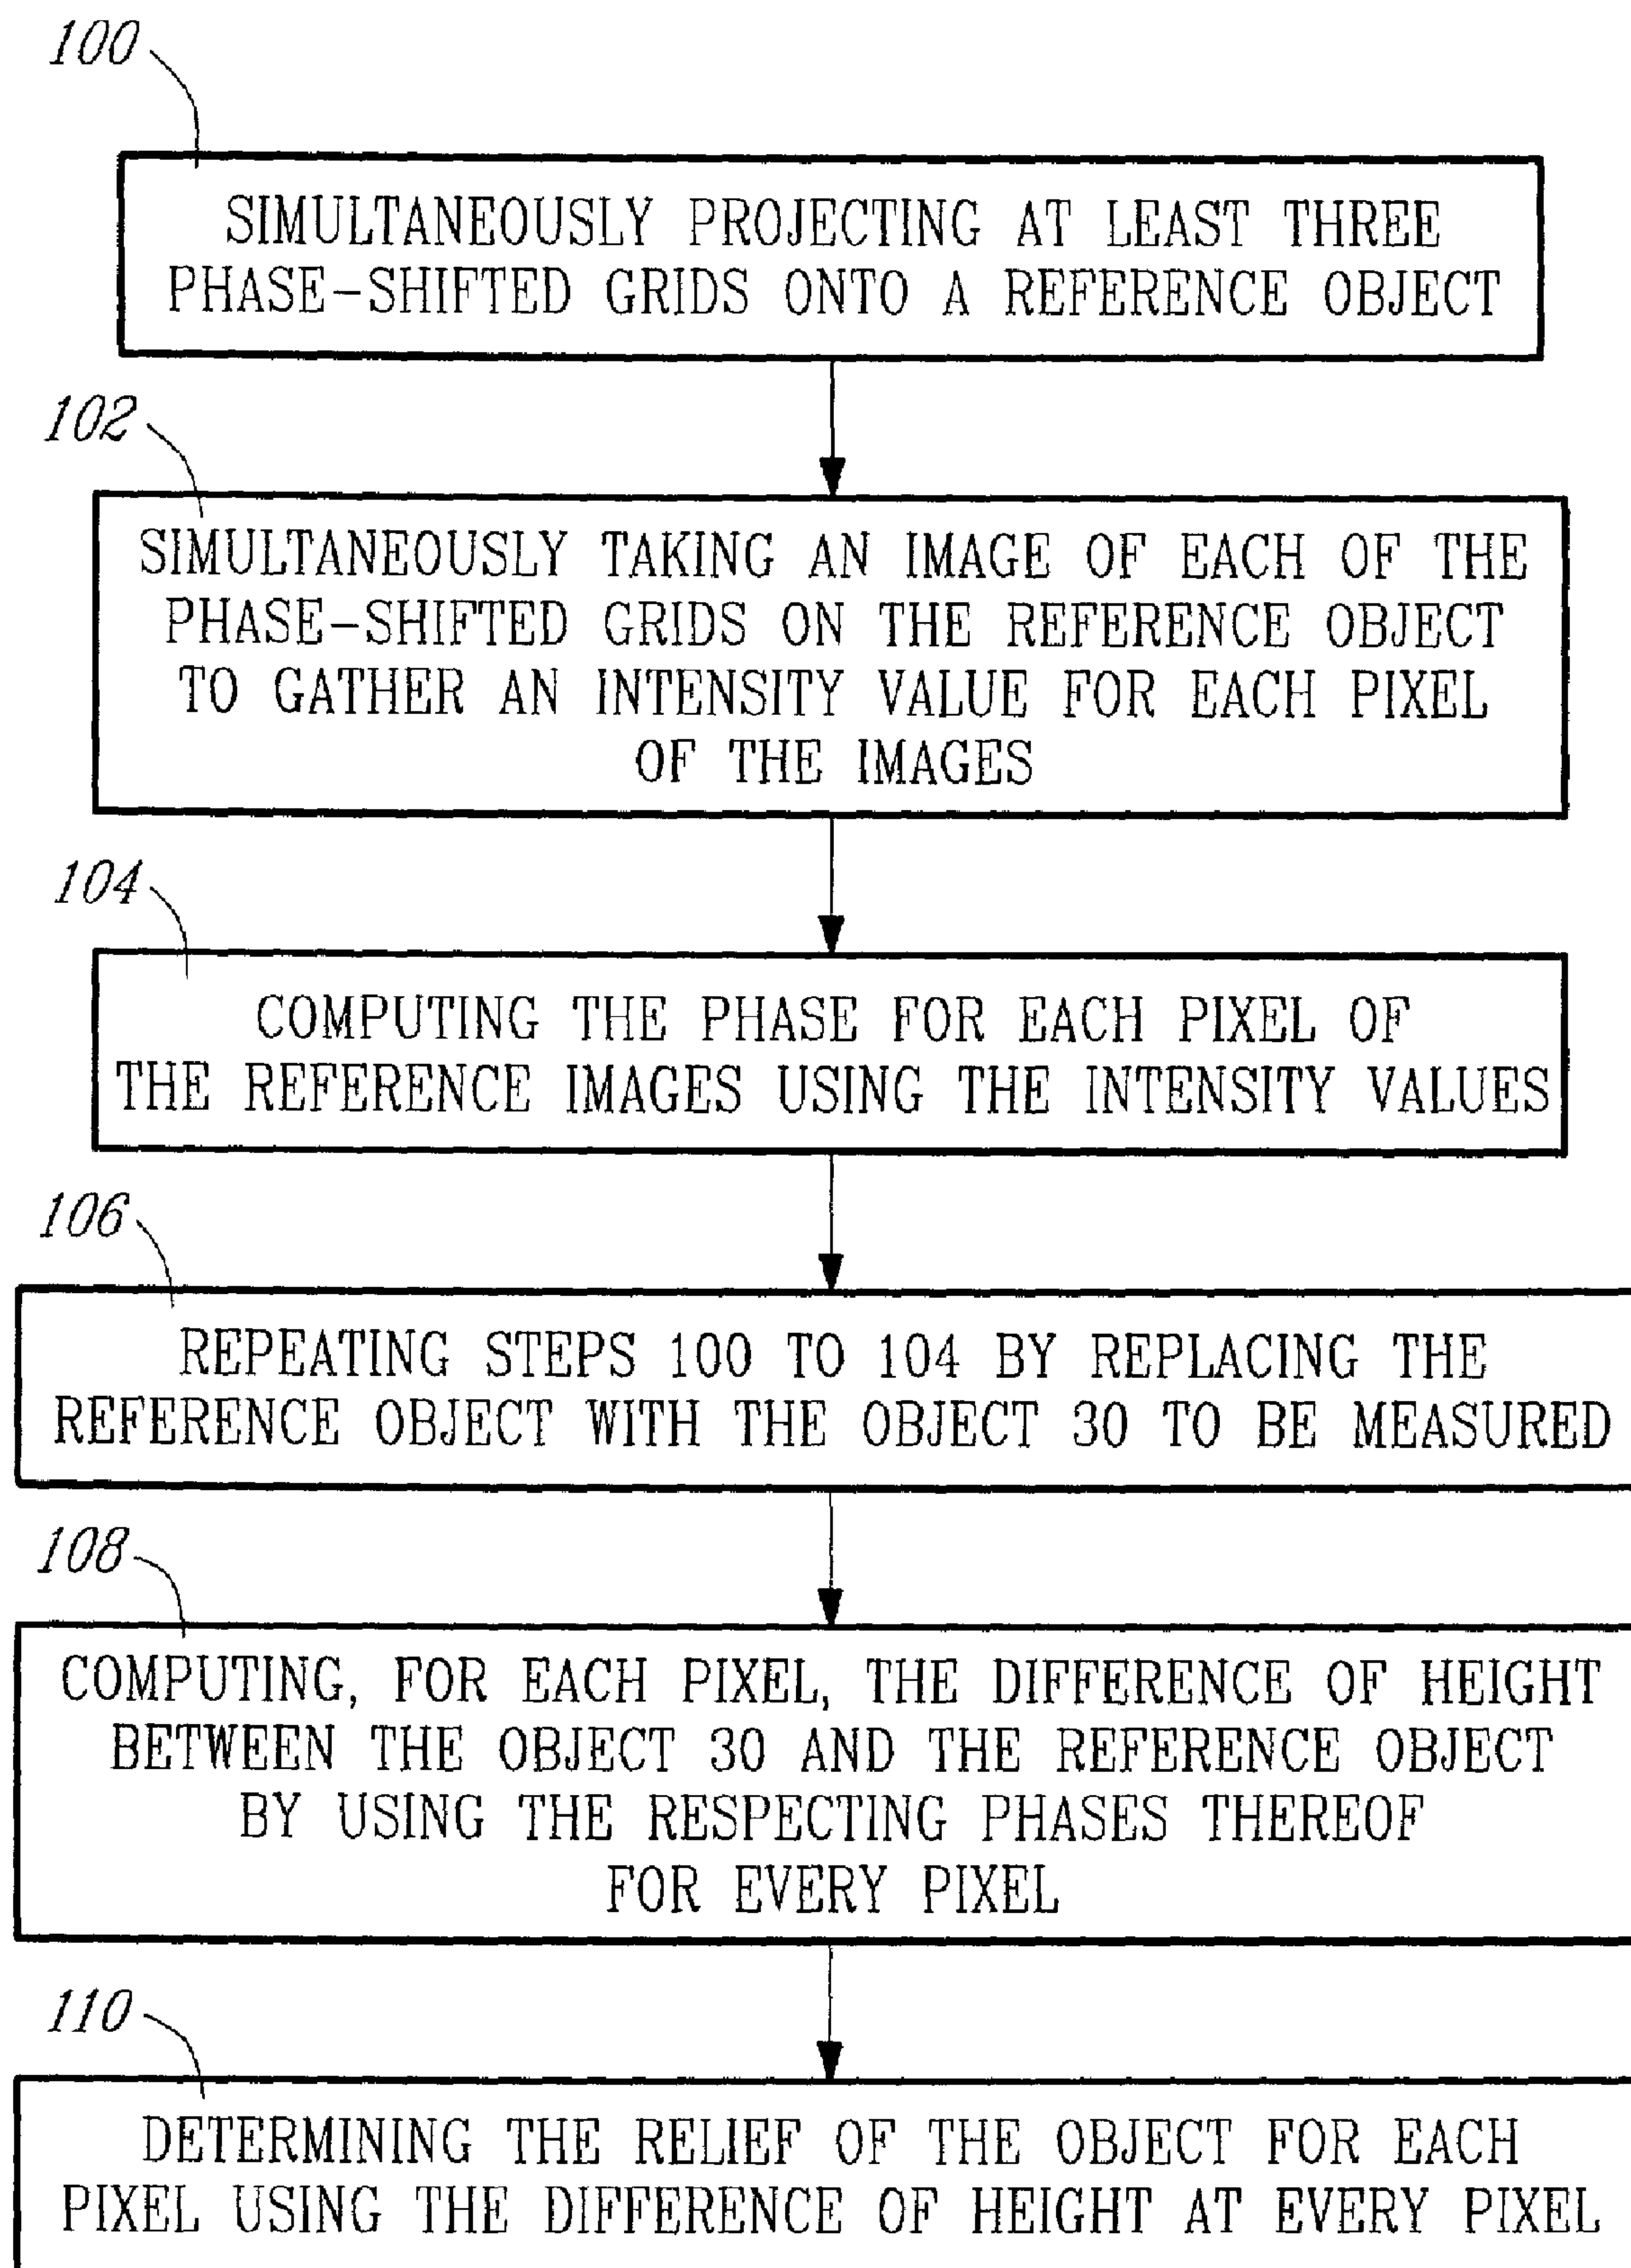 100
SIMULTANEOUSLY PROJECTING AT LEAST THREE
PHASE-SHIFTED GRIDS ONTO A REFERENCE OBJECT
102
SIMULTANEOUSLY TAKING AN IMAGE OF EACH OF THE
PHASE-SHIFTED GRIDS ON THE REFERENCE OBJECT
TO GATHER AN INTENSITY VALUE FOR EACH PIXEL
OF THE IMAGES
104
COMPUTING THE PHASE FOR EACH PIXEL OF
THE REFERENCE IMAGES USING THE INTENSITY VALUES
106
REPEATING STEPS 100 TO 104 BY REPLACING THE
REFERENCE OBJECT WITH THE OBJECT 30 TO BE MEASURED
108
COMPUTING, FOR EACH PIXEL, THE DIFFERENCE OF HEIGHT
BETWEEN THE OBJECT 30 AND THE REFERENCE OBJECT
BY USING THE RESPECTING PHASES THEREOF
FOR EVERY PIXEL
110
DETERMINING THE RELIEF OF THE OBJECT FOR EACH
PIXEL USING THE DIFFERENCE OF HEIGHT AT EVERY PIXEL